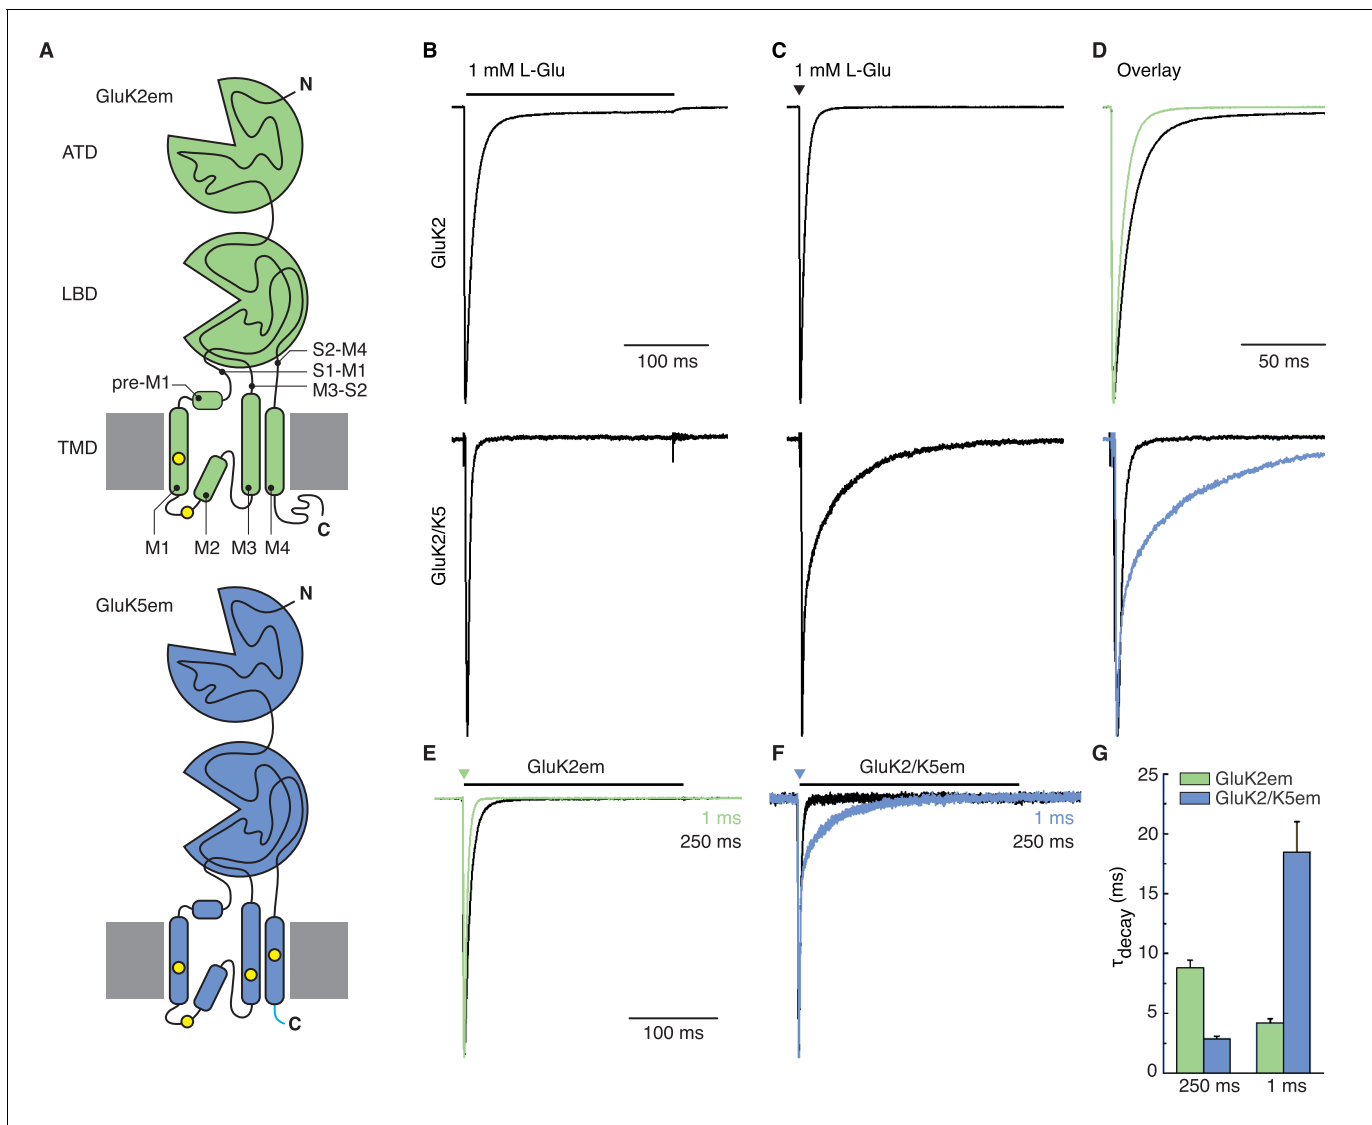 A
GluK2em
N
ATD
LBD
S2-M4
S1-M1
M3-S2
pre-M1
TMD
C
M1 M2 M3 M4
GluK5em
N
C
B
1 mM L-Glu
GluK2
100 ms
GluK2/K5
C
1 mM L-Glu
D
Overlay
50 ms
E
GluK2em
1 ms
250 ms
100 ms
F
GluK2/K5em
1 ms
250 ms
G
GluK2em
GluK2/K5em
τdecay (ms)
25
20
15
10
5
0
250 ms 1 ms